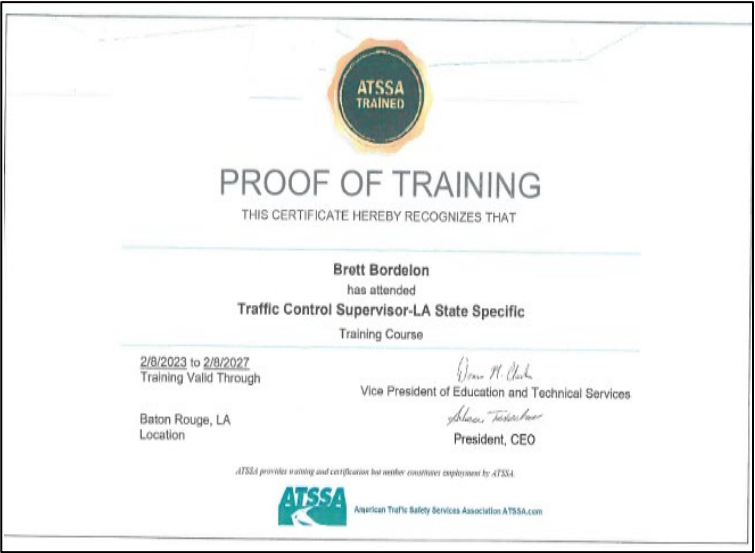 ATSSA
TRAINED
PROOF OF TRAINING
THIS CERTIFICATE HEREBY RECOGNIZES THAT
Brett Bordelon
has attended
Traffic Control Supervisor-LA State Specific
Training Course
2/8/2023 to 2/8/2027
Training Valid Through
Vice President of Education and Technical Services
Baton Rouge, LA
Location
President, CEO
ATSSA provides training and certification but neither constitutes employment by ATSSA.
ATSSA
American Traffic Safety Services Association ATSSA.com